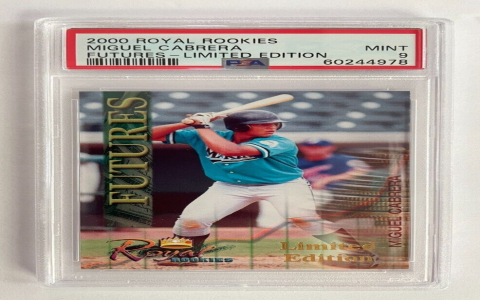 2000 ROYAL ROOKIES
MIGUEL CABRERA
FUTURES-LIMITED EDITION
MINT
9
PSA
60244978
FUTURES
MIGUEL CABRERA
Royal
ROOKIES
Limited
Edition